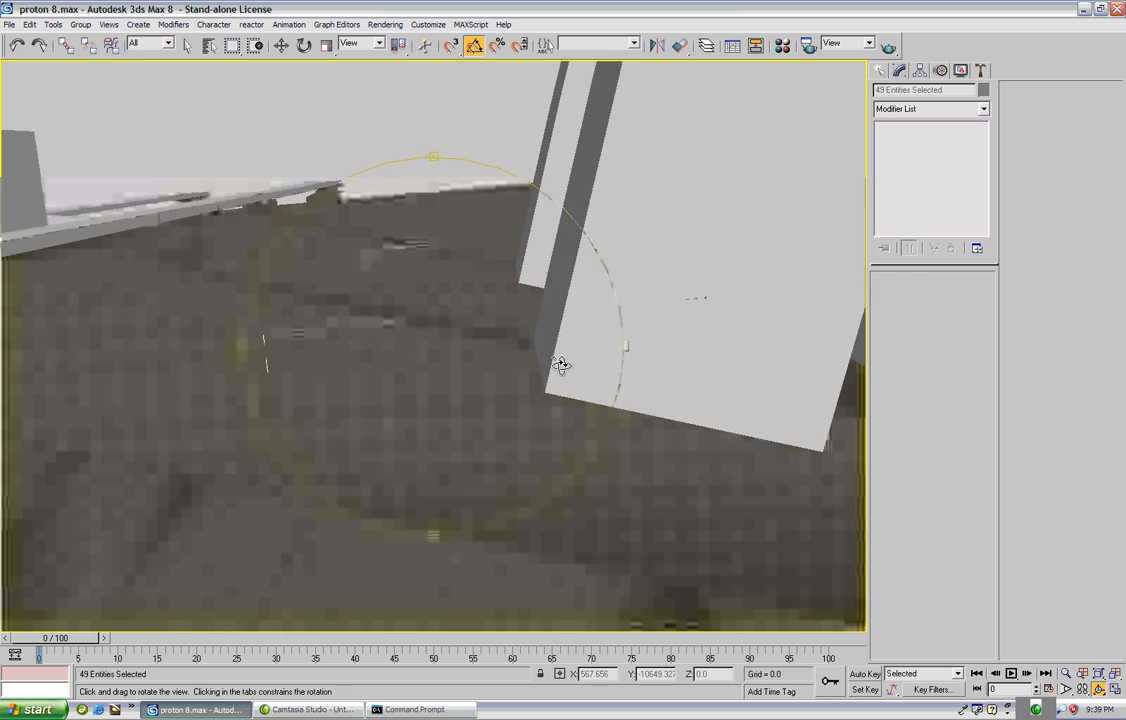 proton 8.max - Autodesk 3ds Max 8 - Stand-alone License
File Edit Tools Group Views Create Modifiers Character reactor Animation Graph Editors Rendering Customize MAXScript Help
All View View
49 Entities Selected
Modifier List
0 / 100
0 5 10 15 20 25 30 35 40 45 50 55 60 65 70 75 80 85 90 95 100
49 Entities Selected X: 567.656 Y: -10649.327 Z: 0.0 Grid = 0.0 Auto Key Selected
Click and drag to rotate the view. Clicking in the tabs constrains the rotation Add Time Tag Set Key Key Filters... 0
start proton 8.max - Autod... Camtasia Studio - Unt... Command Prompt 9:39 PM